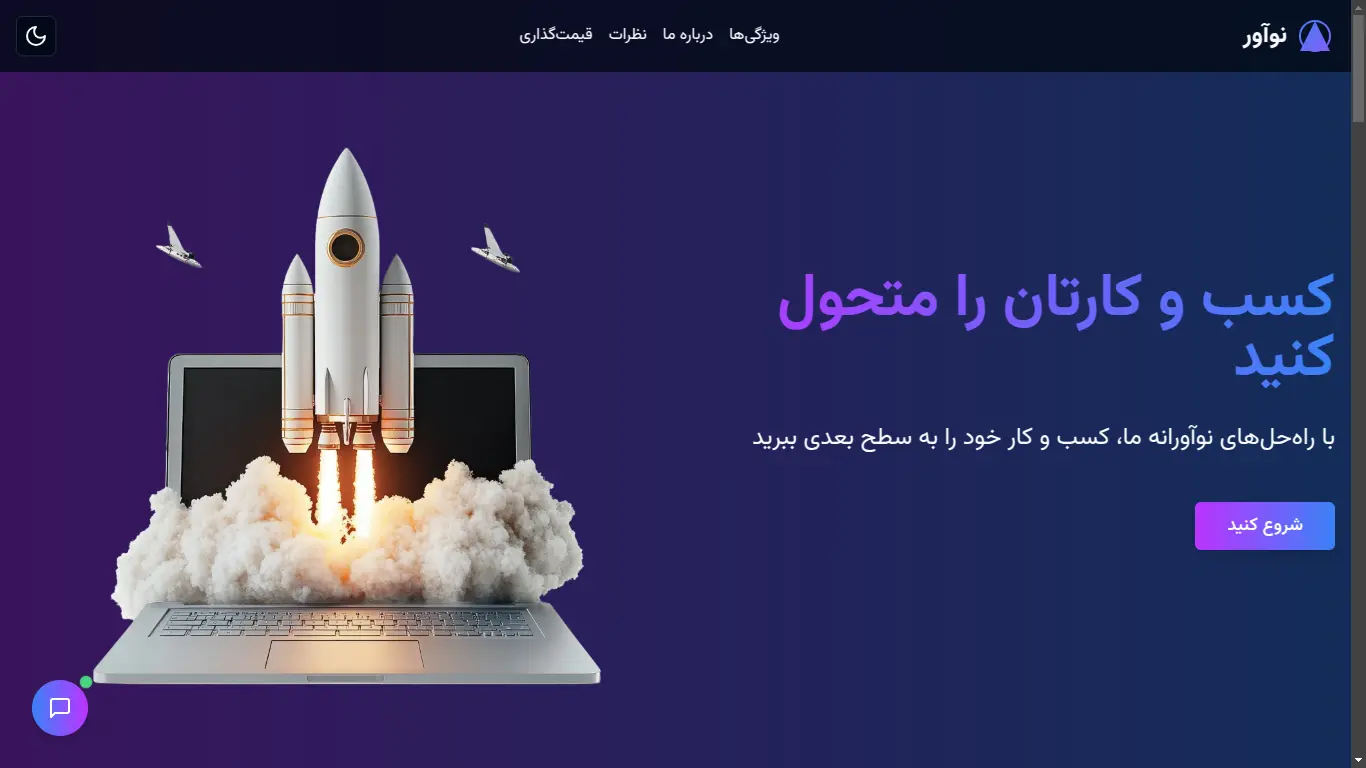 نوآور
ویژگی‌ها
درباره ما
نظرات
قیمت‌گذاری
کسب و کارتان را متحول
کنید
با راه‌حل‌های نوآورانه ما، کسب و کار خود را به سطح بعدی ببرید
شروع کنید